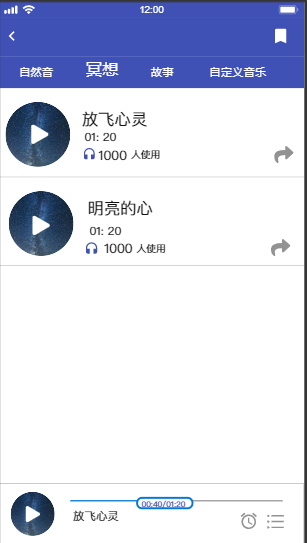 12:00
自然音 冥想 故事 自定义音乐
放飞心灵
01: 20
1000 人使用
明亮的心
01: 20
1000 人使用
00:40/01:20
放飞心灵